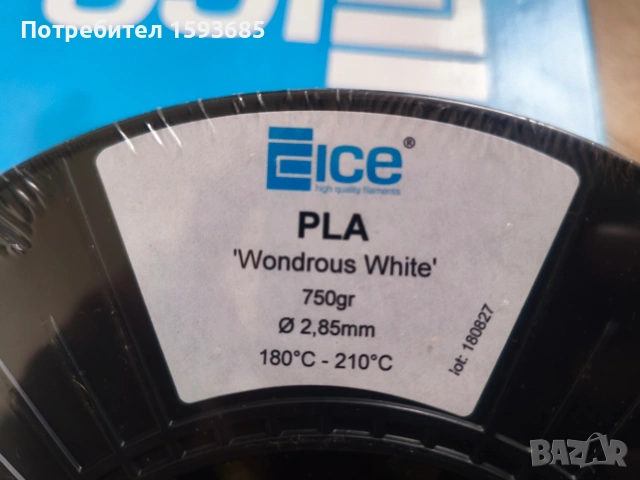 Потребител 1593685
ICE®
high quality filaments
PLA
'Wondrous White'
750gr
Ø 2,85mm
180°C - 210°C
lot: 180827
BAZAR